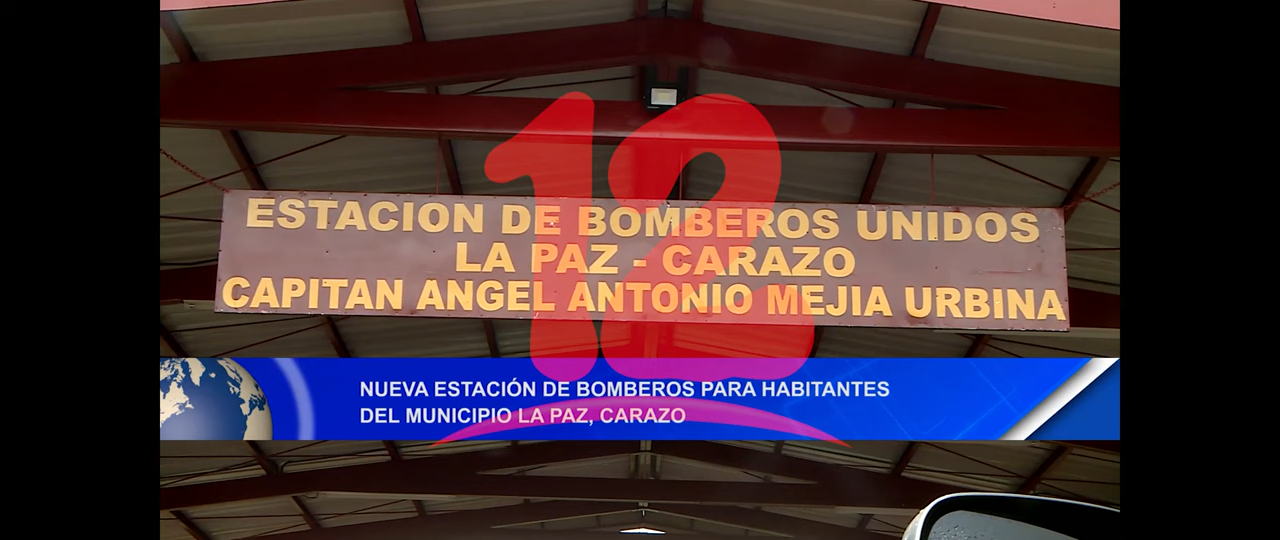 12
ESTACION DE BOMBEROS UNIDOS
LA PAZ - CARAZO
CAPITAN ANGEL ANTONIO MEJIA URBINA
NUEVA ESTACIÓN DE BOMBEROS PARA HABITANTES
DEL MUNICIPIO LA PAZ, CARAZO